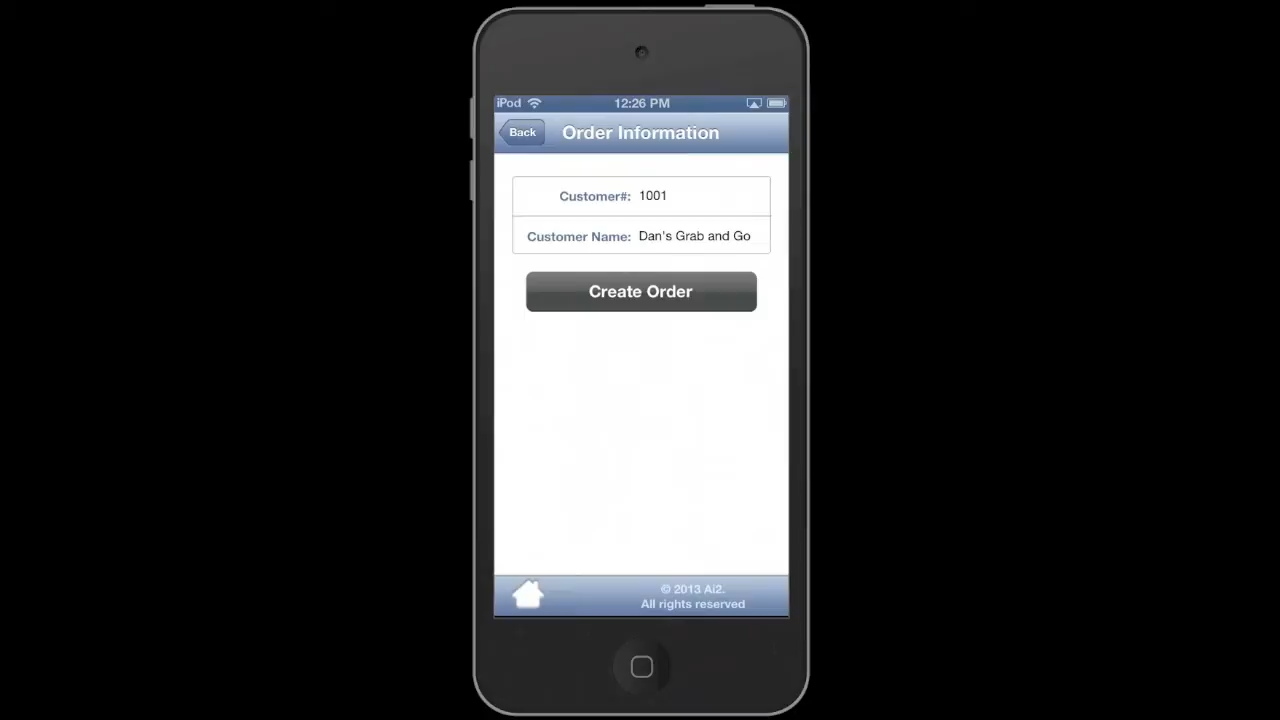 iPod 12:26 PM
Back Order Information
Customer#: 1001
Customer Name: Dan's Grab and Go
Create Order
© 2013 Ai2.
All rights reserved